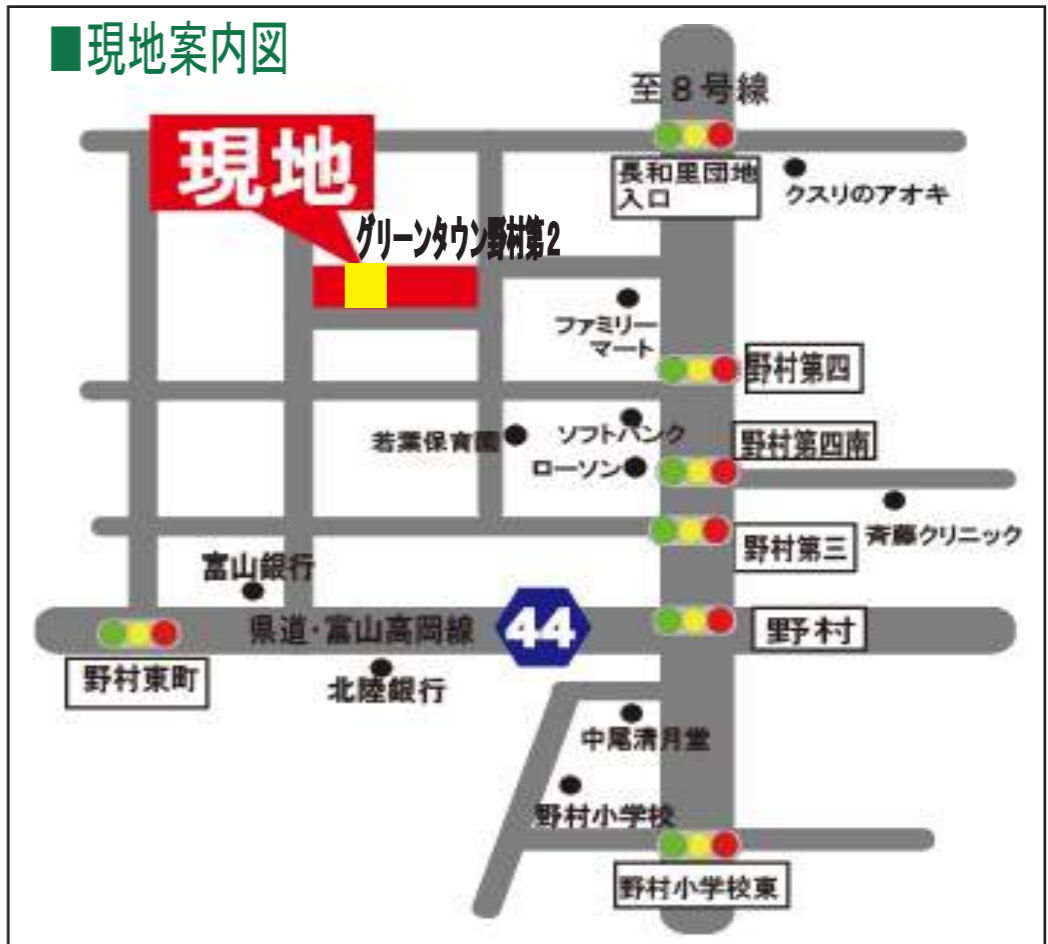 ■現地案内図
至8号線
現地
長和里団地
入口
クスリのアオキ
グリーンタウン野村第2
ファミリー
マート
野村第四
若葉保育園
ソフトバンク
野村第四南
ローソン
野村第三
斉藤クリニック
富山銀行
県道・富山高岡線
44
野村
野村東町
北陸銀行
中尾清月堂
野村小学校
野村小学校東